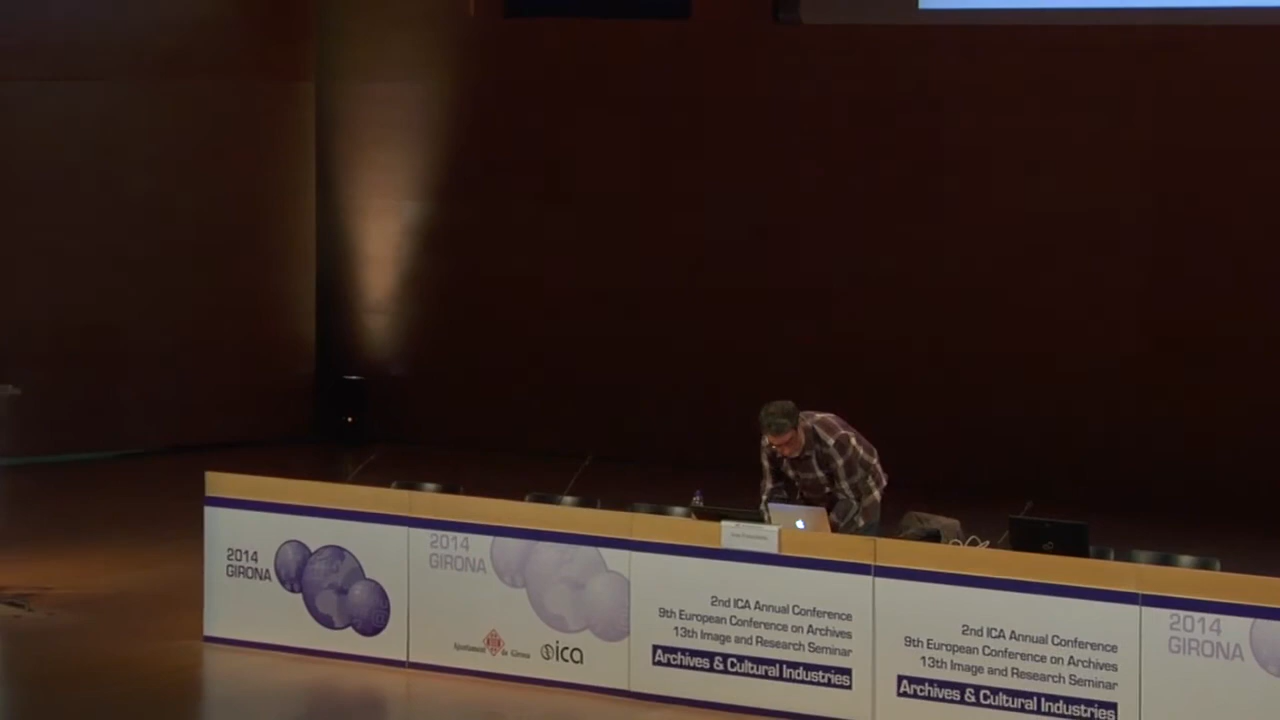 2014
GIRONA
2014
GIRONA
Ajuntament de Girona
ica
2nd ICA Annual Conference
9th European Conference on Archives
13th Image and Research Seminar
Archives & Cultural Industries
2nd ICA Annual Conference
9th European Conference on Archives
13th Image and Research Seminar
Archives & Cultural Industries
2014
GIRONA